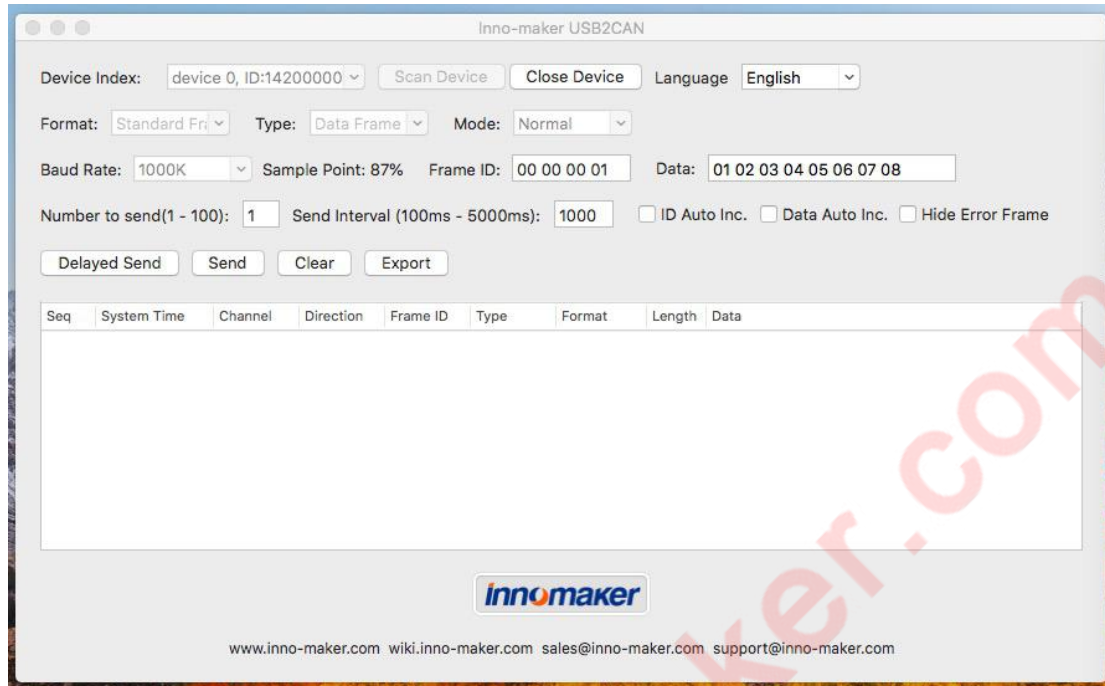 Inno-maker USB2CAN
Device Index: device 0, ID:14200000 Scan Device Close Device Language English
Format: Standard Fr Type: Data Frame Mode: Normal
Baud Rate: 1000K Sample Point: 87% Frame ID: 00 00 00 01 Data: 01 02 03 04 05 06 07 08
Number to send(1 - 100): 1 Send Interval (100ms - 5000ms): 1000 ID Auto Inc. Data Auto Inc. Hide Error Frame
Delayed Send Send Clear Export
Seq System Time Channel Direction Frame ID Type Format Length Data
innomaker
www.inno-maker.com wiki.inno-maker.com sales@inno-maker.com support@inno-maker.com
ker.com